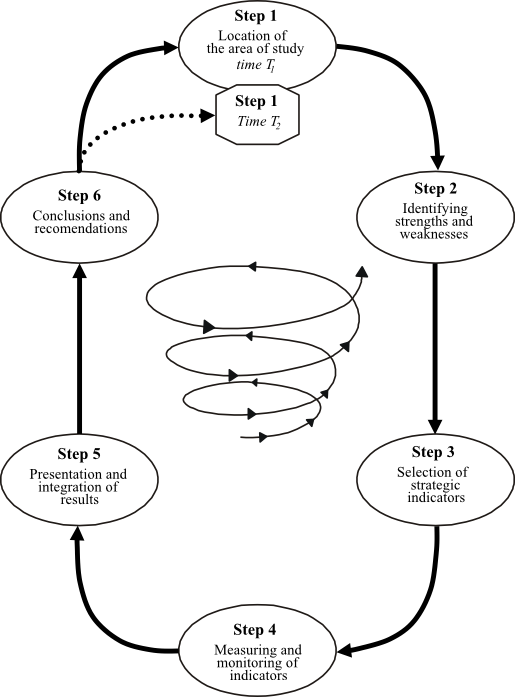 Step 1
Location of
the area of study
time T1
Step 1
Time T2
Step 2
Identifying
strengths and
weaknesses
Step 3
Selection of
strategic
indicators
Step 4
Measuring and
monitoring of
indicators
Step 5
Presentation and
integration of
results
Step 6
Conclusions and
recomendations